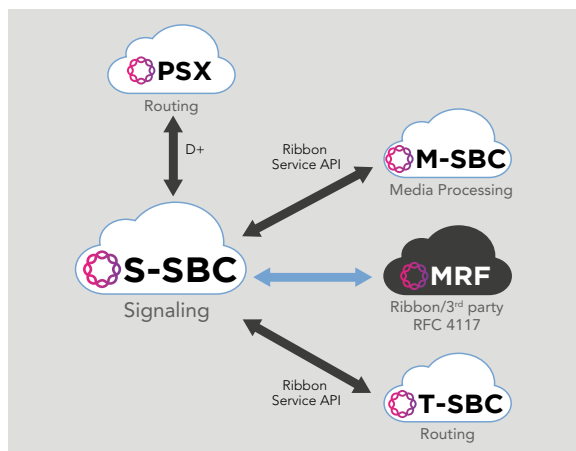 PSX
Routing
D+
Ribbon
Service API
M-SBC
Media Processing
S-SBC
Signaling
MRF
Ribbon/3rd party
RFC 4117
Ribbon
Service API
T-SBC
Routing